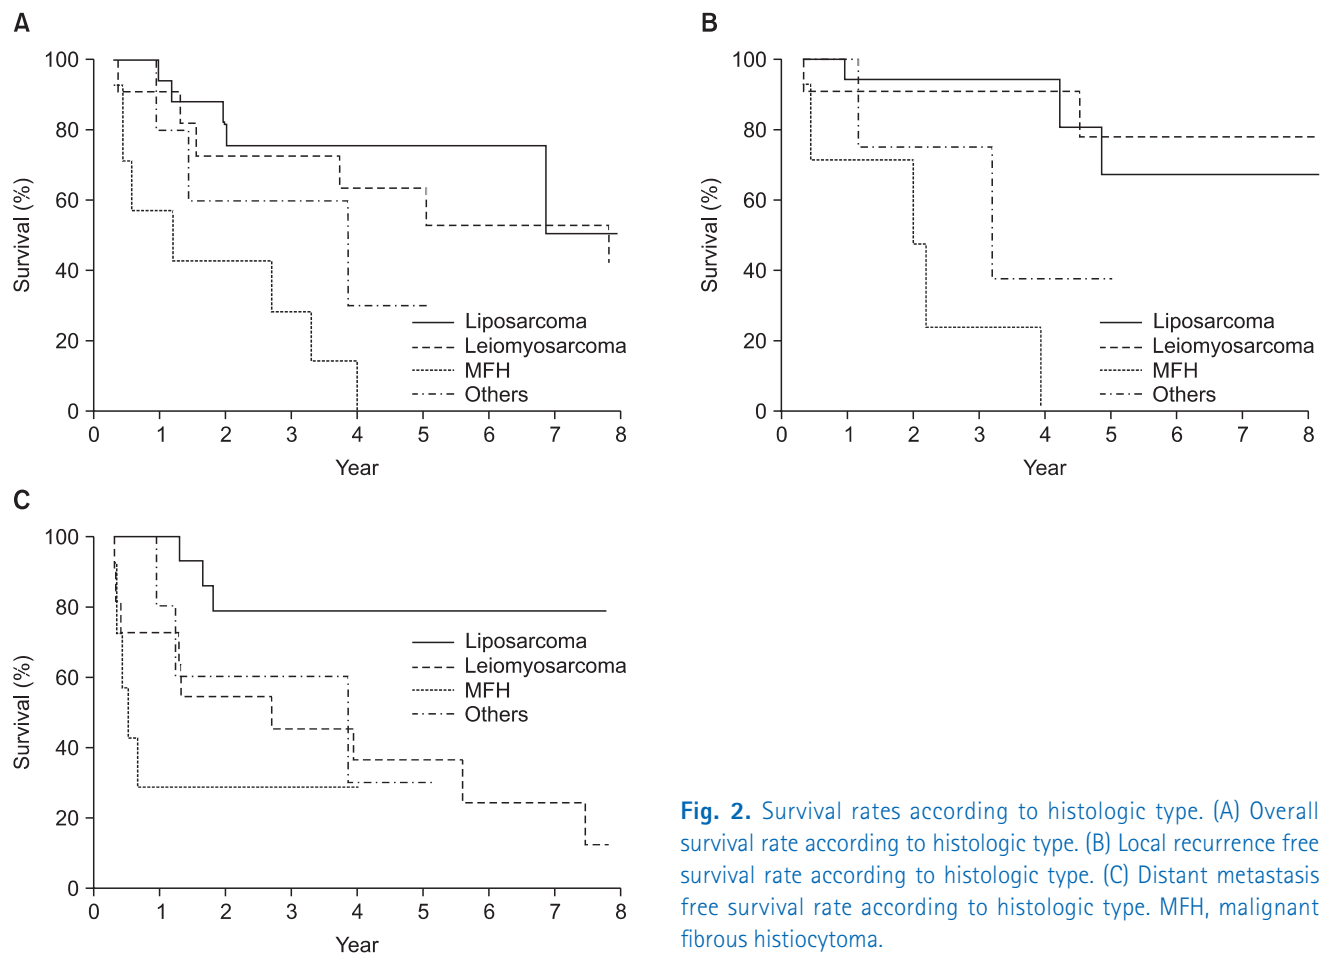 A
100
80
60
40
20
0
Survival (%)
0 1 2 3 4 5 6 7 8
Year
Liposarcoma
Leiomyosarcoma
MFH
Others
B
100
80
60
40
20
0
Survival (%)
0 1 2 3 4 5 6 7 8
Year
Liposarcoma
Leiomyosarcoma
MFH
Others
C
100
80
60
40
20
0
Survival (%)
0 1 2 3 4 5 6 7 8
Year
Liposarcoma
Leiomyosarcoma
MFH
Others
Fig. 2. Survival rates according to histologic type. (A) Overall
survival rate according to histologic type. (B) Local recurrence free
survival rate according to histologic type. (C) Distant metastasis
free survival rate according to histologic type. MFH, malignant
fibrous histiocytoma.